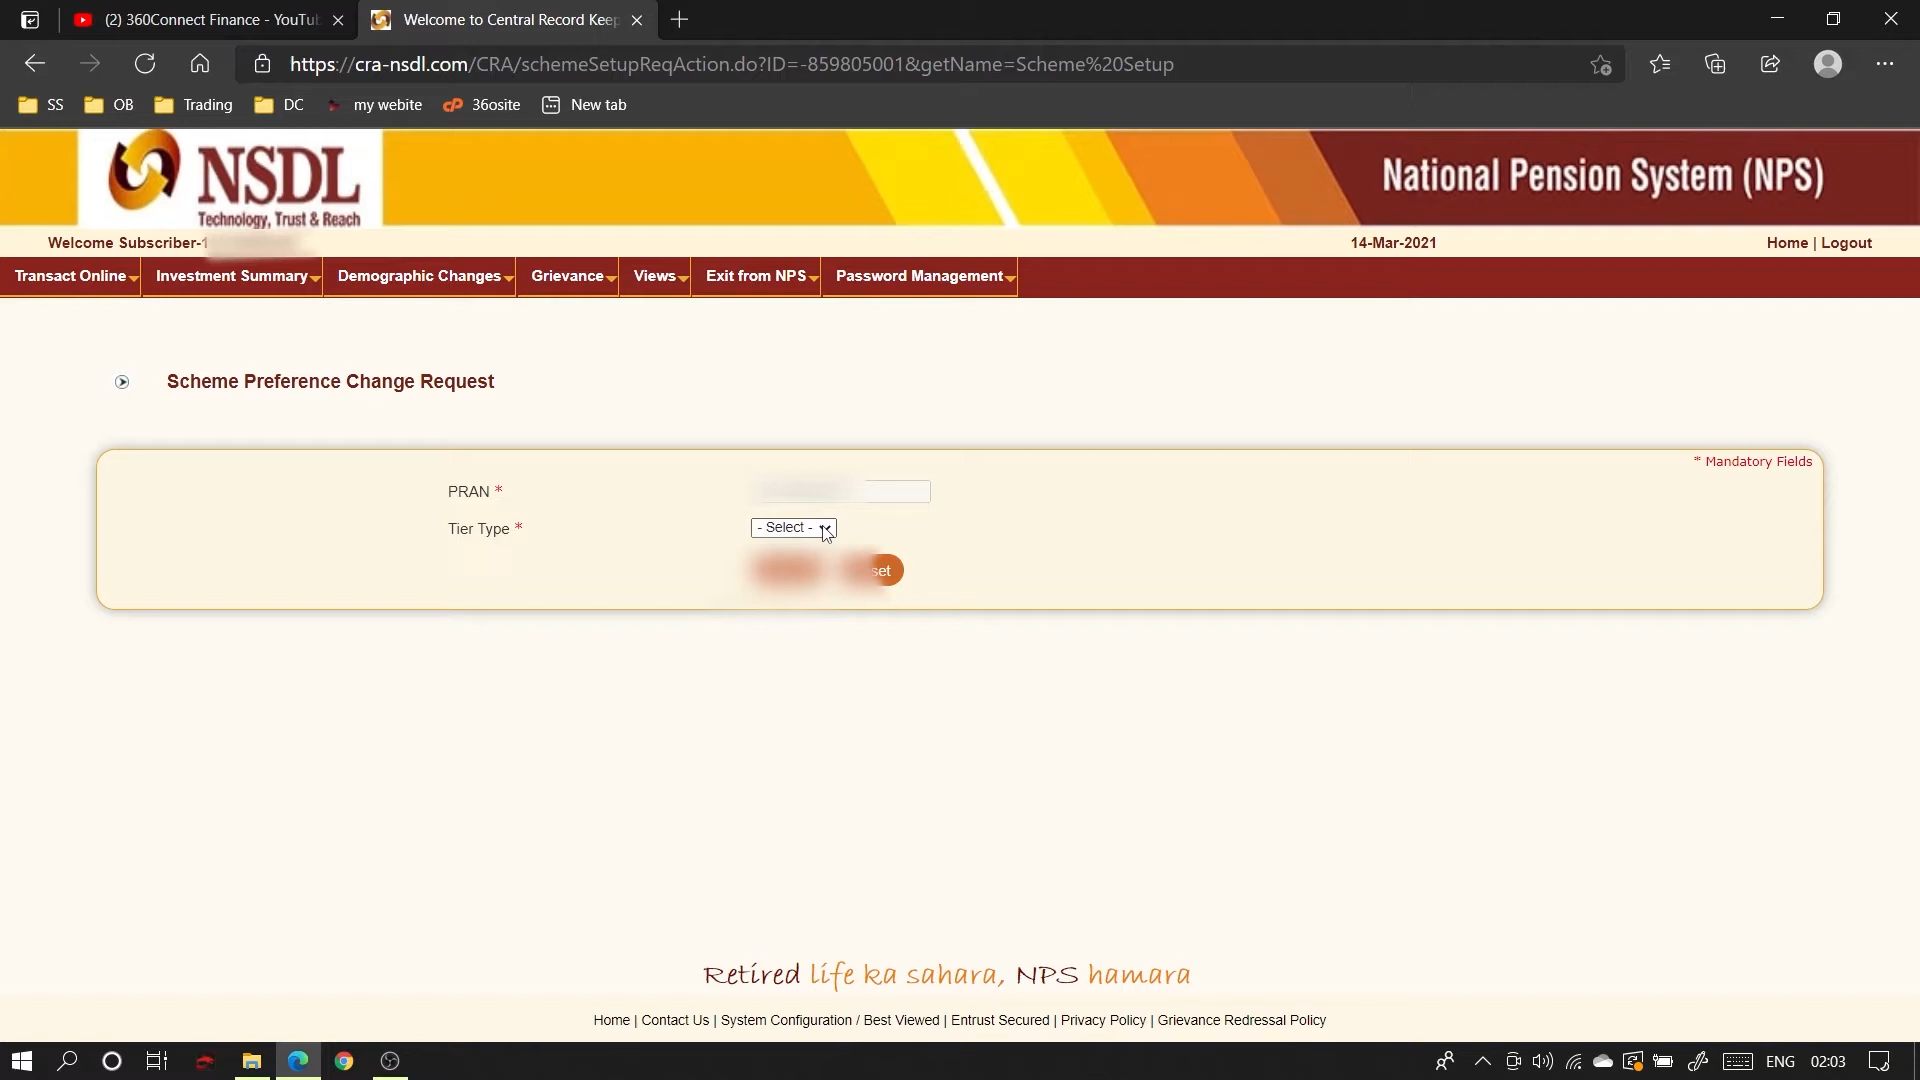 (2) 360Connect Finance - YouTu
Welcome to Central Record Keep
https://cra-nsdl.com/CRA/schemeSetupReqAction.do?ID=-859805001&getName=Scheme%20Setup
SS OB Trading DC my webite 36osite New tab
NSDL
Technology, Trust & Reach
National Pension System (NPS)
Welcome Subscriber-1
14-Mar-2021
Home | Logout
Transact Online Investment Summary Demographic Changes Grievance Views Exit from NPS Password Management
Scheme Preference Change Request
* Mandatory Fields
PRAN *
Tier Type *
- Select -
set
Retired life ka sahara, NPS hamara
Home | Contact Us | System Configuration / Best Viewed | Entrust Secured | Privacy Policy | Grievance Redressal Policy
ENG 02:03